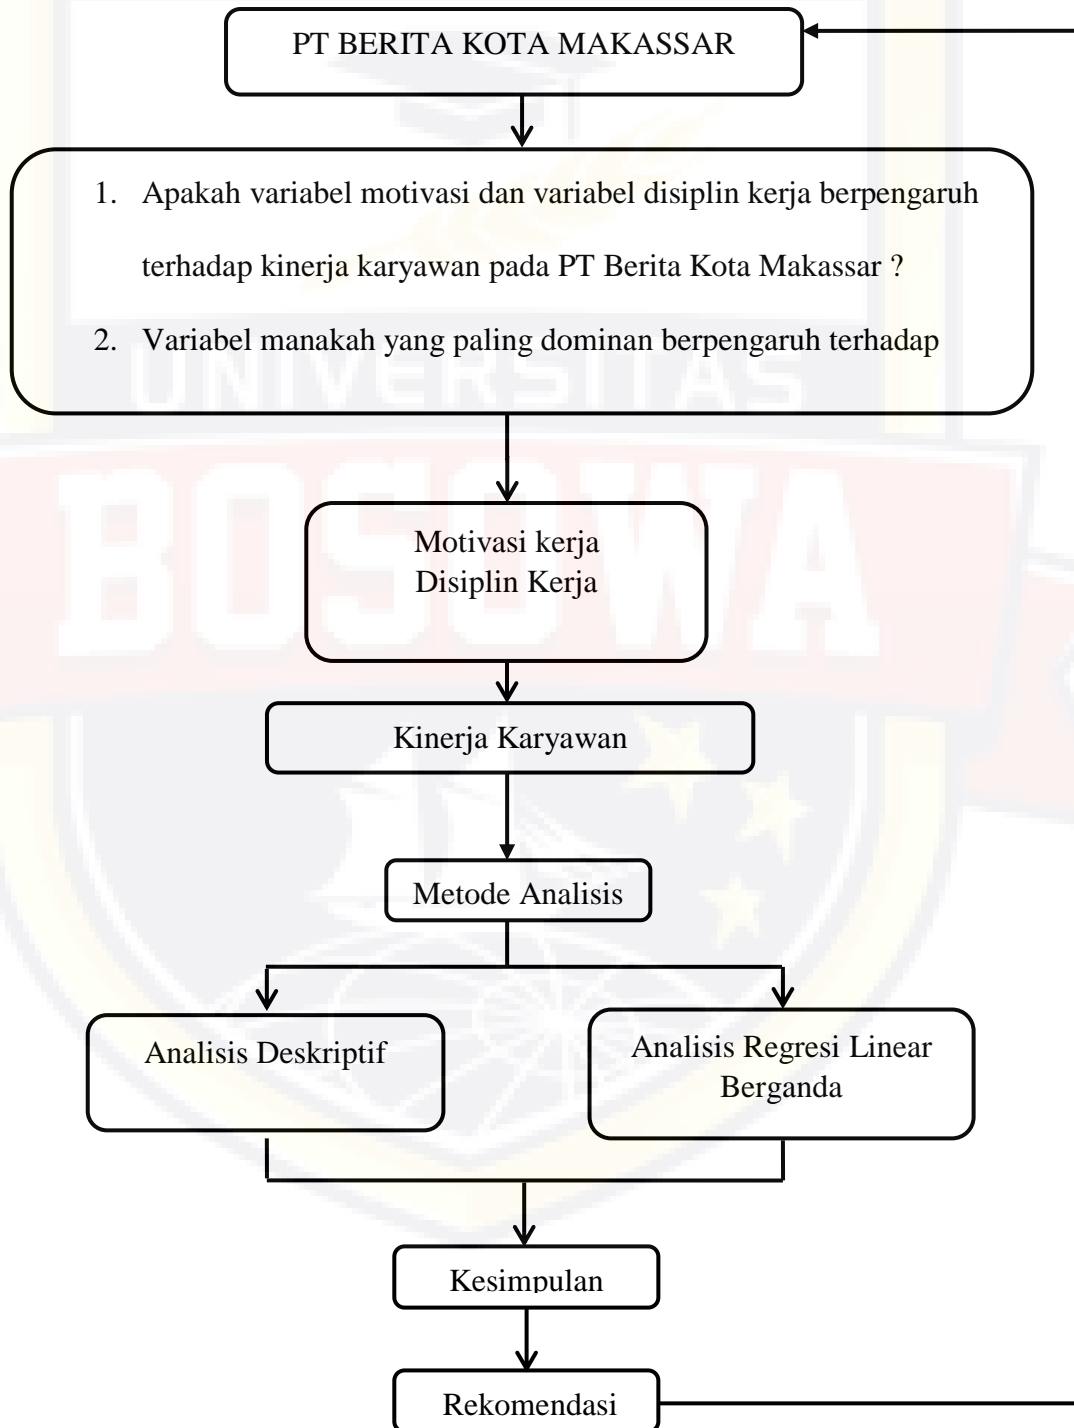 PT BERITA KOTA MAKASSAR
1. Apakah variabel motivasi dan variabel disiplin kerja berpengaruh
terhadap kinerja karyawan pada PT Berita Kota Makassar ?
2. Variabel manakah yang paling dominan berpengaruh terhadap
UNIVERSITAS
BOSOWA
Motivasi kerja
Disiplin Kerja
Kinerja Karyawan
Metode Analisis
Analisis Deskriptif
Analisis Regresi Linear
Berganda
Kesimpulan
Rekomendasi